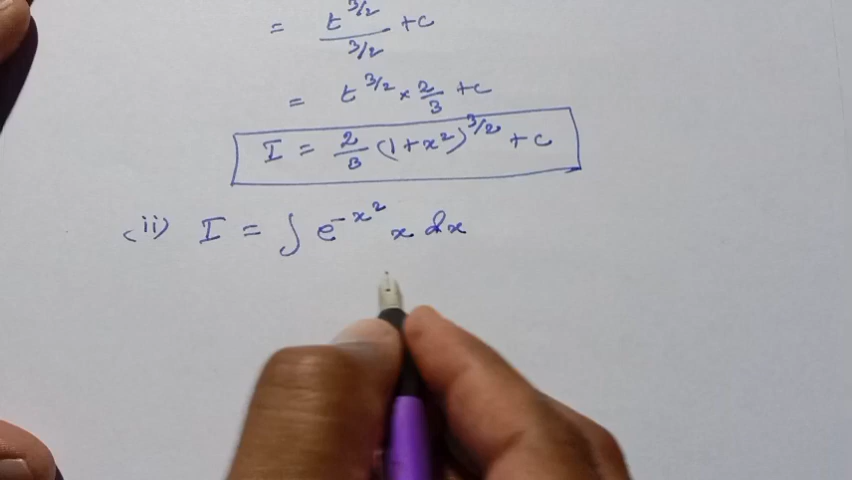 = t^3/2 / 3/2 + c
= t^3/2 × 2/3 + c
I = 2/3 (1+x²)^3/2 + c
(ii) I = ∫ e^-x² x dx